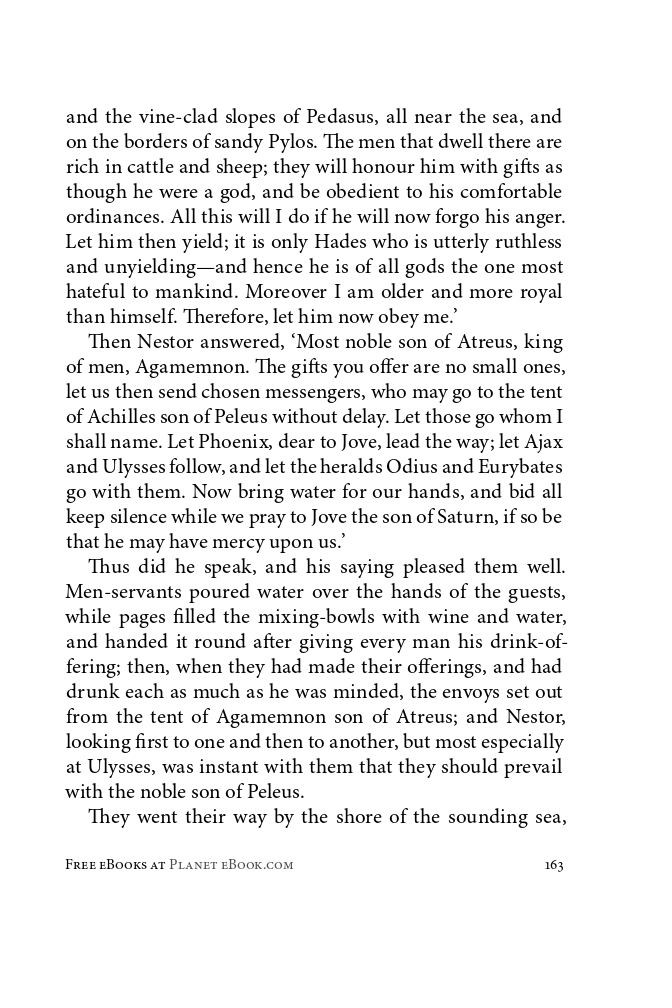 and the vine-clad slopes of Pedasus, all near the sea, and
on the borders of sandy Pylos. The men that dwell there are
rich in cattle and sheep; they will honour him with gifts as
though he were a god, and be obedient to his comfortable
ordinances. All this will I do if he will now forgo his anger.
Let him then yield; it is only Hades who is utterly ruthless
and unyielding—and hence he is of all gods the one most
hateful to mankind. Moreover I am older and more royal
than himself. Therefore, let him now obey me.’
Then Nestor answered, ‘Most noble son of Atreus, king
of men, Agamemnon. The gifts you offer are no small ones,
let us then send chosen messengers, who may go to the tent
of Achilles son of Peleus without delay. Let those go whom I
shall name. Let Phoenix, dear to Jove, lead the way; let Ajax
and Ulysses follow, and let the heralds Odius and Eurybates
go with them. Now bring water for our hands, and bid all
keep silence while we pray to Jove the son of Saturn, if so be
that he may have mercy upon us.’
Thus did he speak, and his saying pleased them well.
Men-servants poured water over the hands of the guests,
while pages filled the mixing-bowls with wine and water,
and handed it round after giving every man his drink-of-
fering; then, when they had made their offerings, and had
drunk each as much as he was minded, the envoys set out
from the tent of Agamemnon son of Atreus; and Nestor,
looking first to one and then to another, but most especially
at Ulysses, was instant with them that they should prevail
with the noble son of Peleus.
They went their way by the shore of the sounding sea,
Free eBooks at Planet eBook.com 163